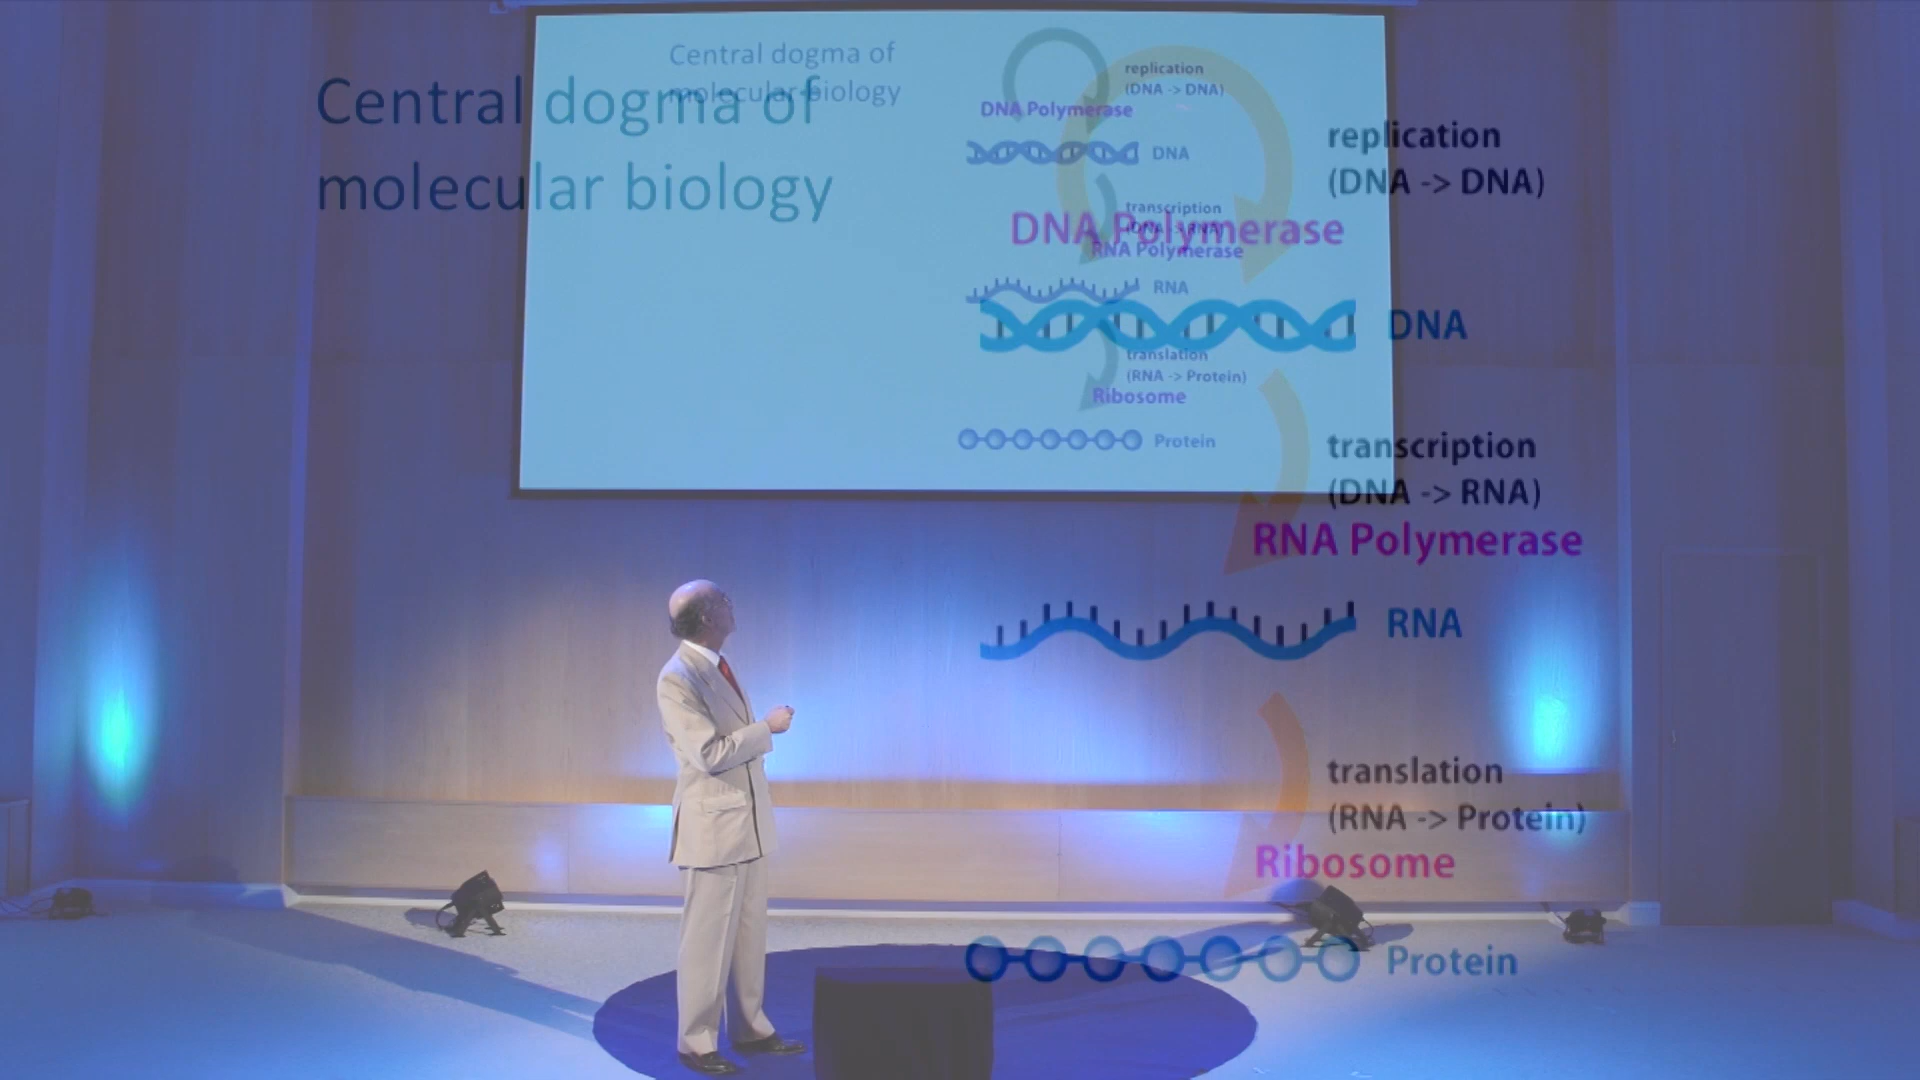 Central dogma of
molecular biology
replication
(DNA -> DNA)
DNA Polymerase
DNA
transcription
(DNA -> RNA)
RNA Polymerase
RNA
translation
(RNA -> Protein)
Ribosome
Protein
Central dogma of
molecular biology
replication
(DNA -> DNA)
DNA Polymerase
DNA
transcription
(DNA -> RNA)
RNA Polymerase
RNA
translation
(RNA -> Protein)
Ribosome
Protein